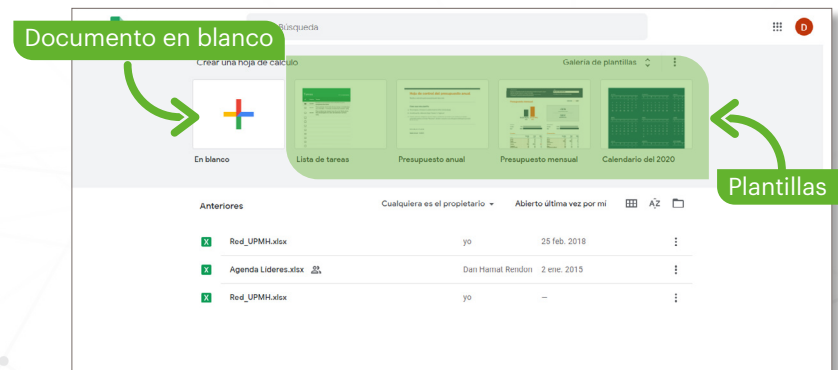 Documento en blanco
Búsqueda
D
Crear una hoja de cálculo
Galería de plantillas
En blanco
Lista de tareas
Presupuesto anual
Presupuesto mensual
Calendario del 2020
Plantillas
Anteriores
Cualquiera es el propietario
Abierto última vez por mí
AZ
X Red_UPMH.xlsx yo 25 feb. 2018
X Agenda Líderes.xlsx Dan Hamat Rendon 2 ene. 2015
X Red_UPMH.xlsx yo –